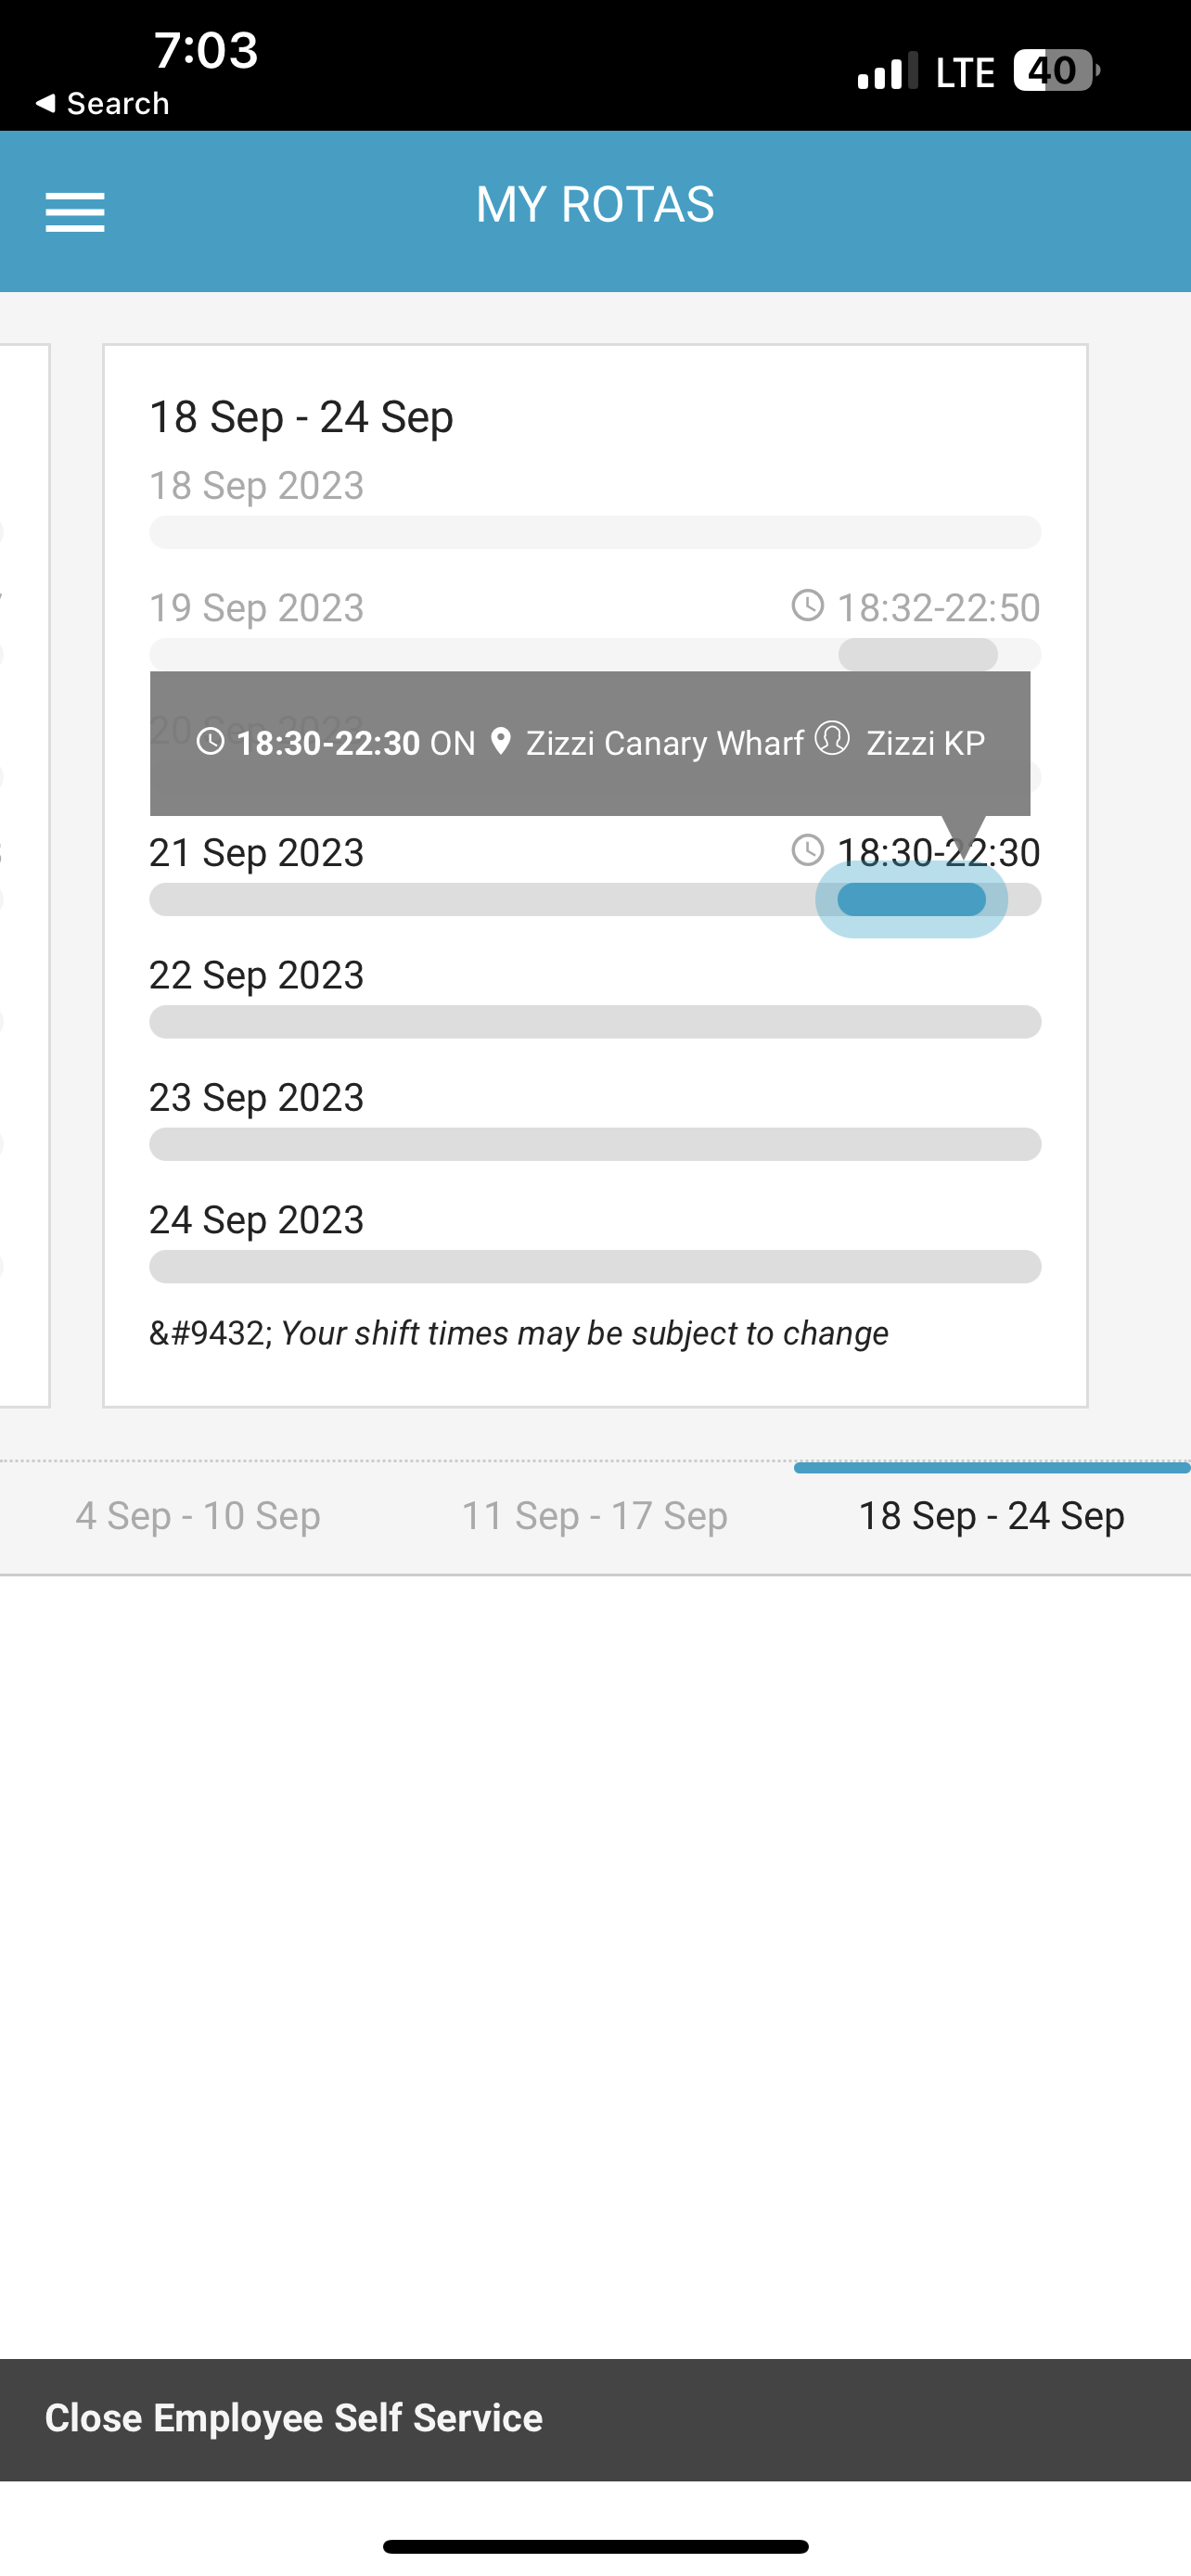 7:03
LTE 40
◀ Search
MY ROTAS
18 Sep - 24 Sep
18 Sep 2023
19 Sep 2023 18:32-22:50
20 Sep 2023
18:30-22:30 ON Zizzi Canary Wharf Zizzi KP
21 Sep 2023 18:30-22:30
22 Sep 2023
23 Sep 2023
24 Sep 2023
&#9432; Your shift times may be subject to change
4 Sep - 10 Sep 11 Sep - 17 Sep 18 Sep - 24 Sep
Close Employee Self Service